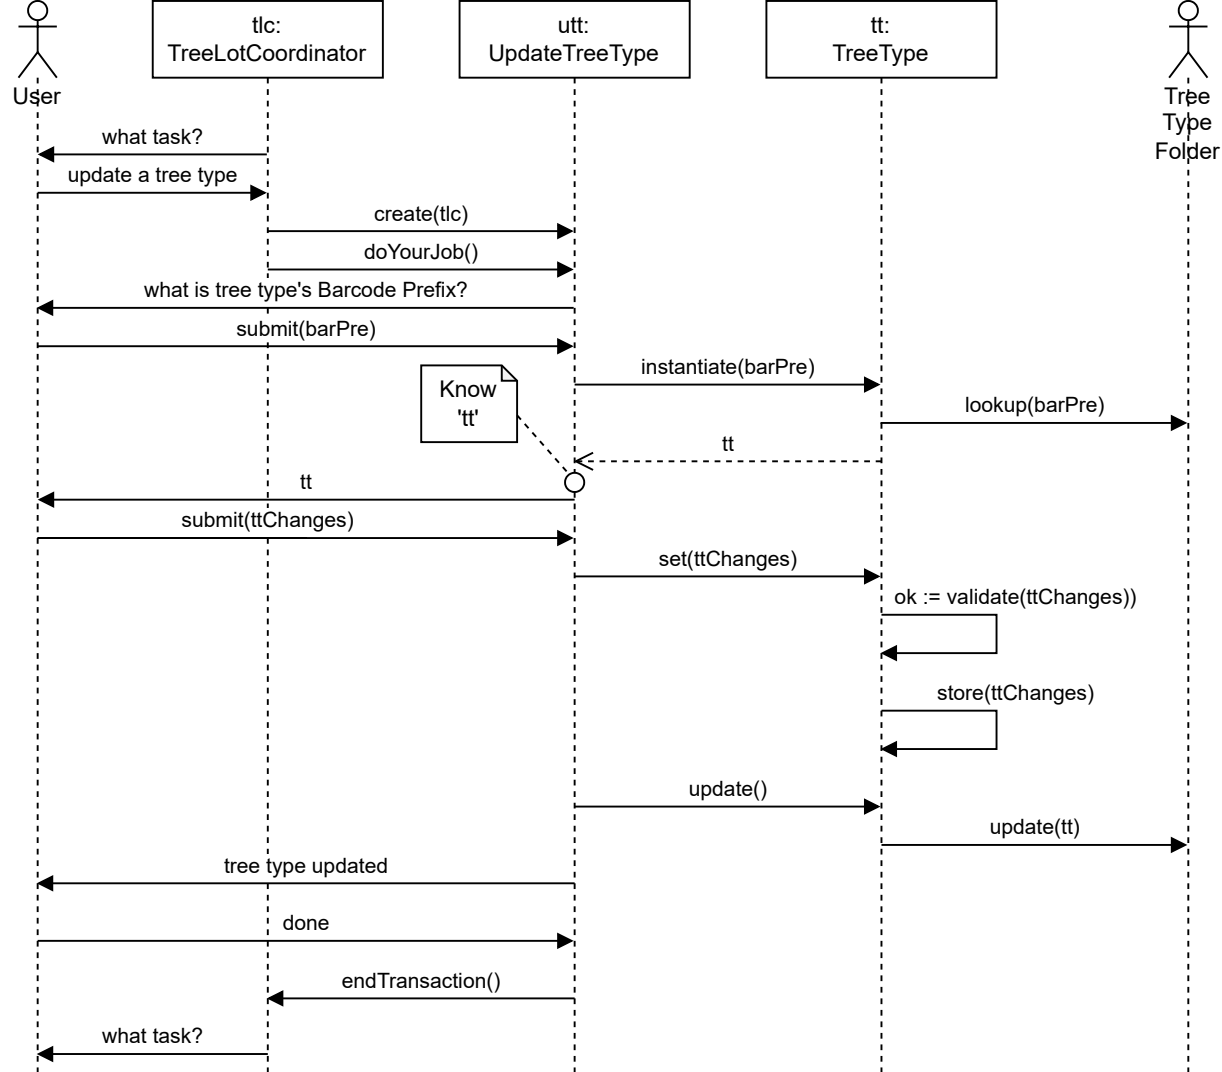 tlc:
TreeLotCoordinator
utt:
UpdateTreeType
tt:
TreeType
User
Tree
Type
Folder
what task?
update a tree type
create(tlc)
doYourJob()
what is tree type's Barcode Prefix?
submit(barPre)
instantiate(barPre)
Know
'tt'
lookup(barPre)
tt
tt
submit(ttChanges)
set(ttChanges)
ok := validate(ttChanges))
store(ttChanges)
update()
update(tt)
tree type updated
done
endTransaction()
what task?